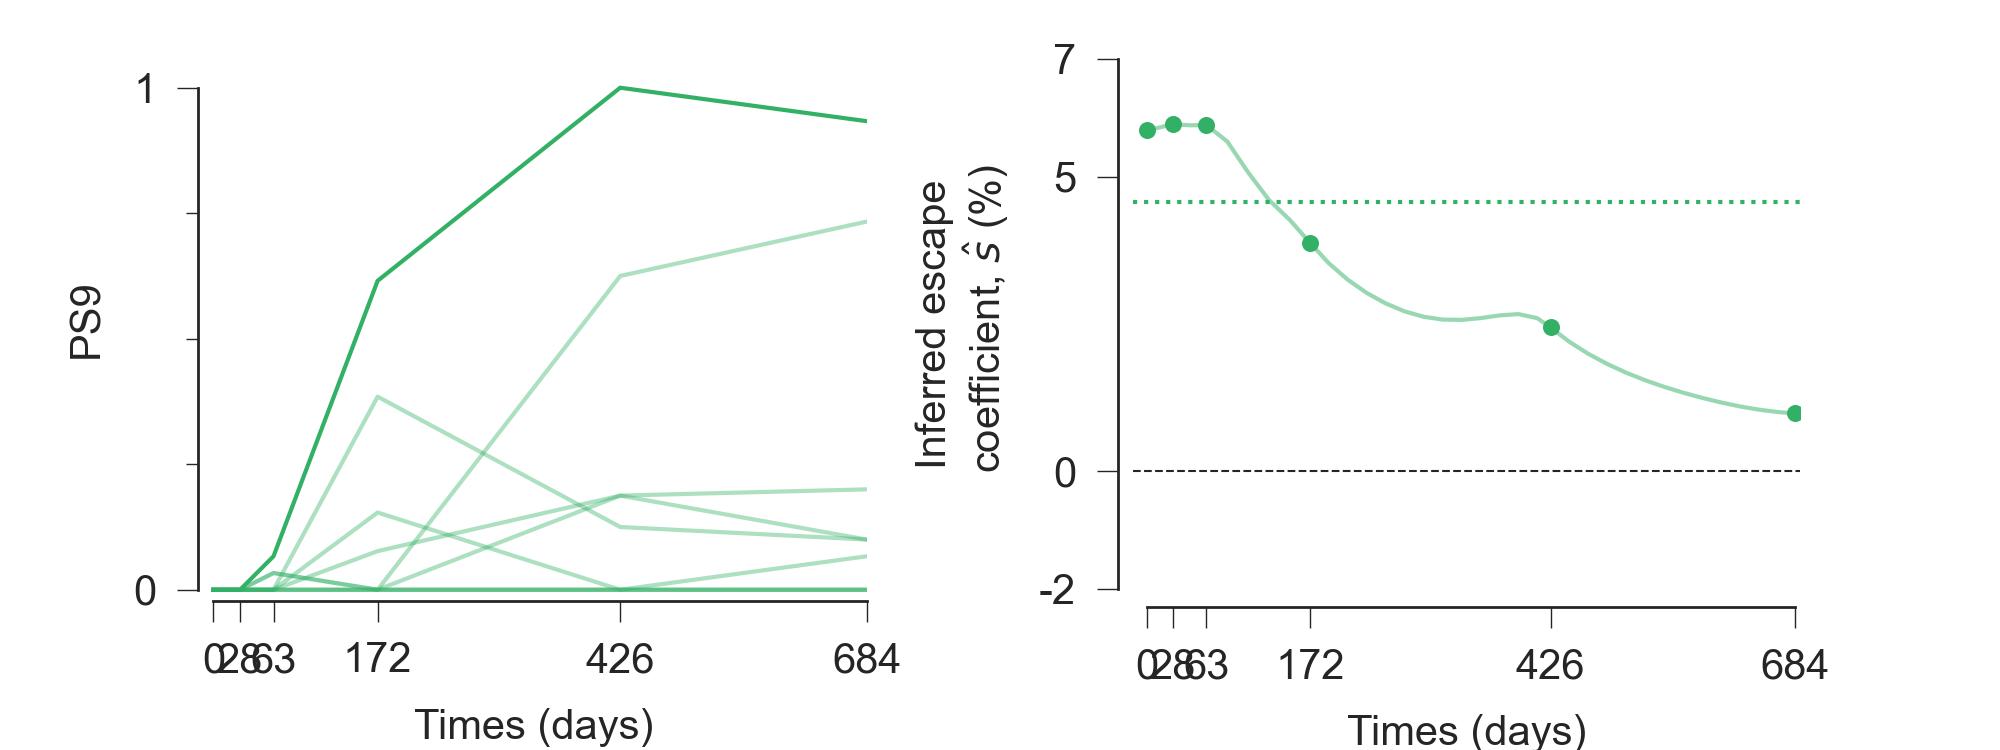 PS9
1
0
0 28 63 172 426 684
Times (days)
Inferred escape
coefficient, ŝ (%)
7
5
0
-2
0 28 63 172 426 684
Times (days)